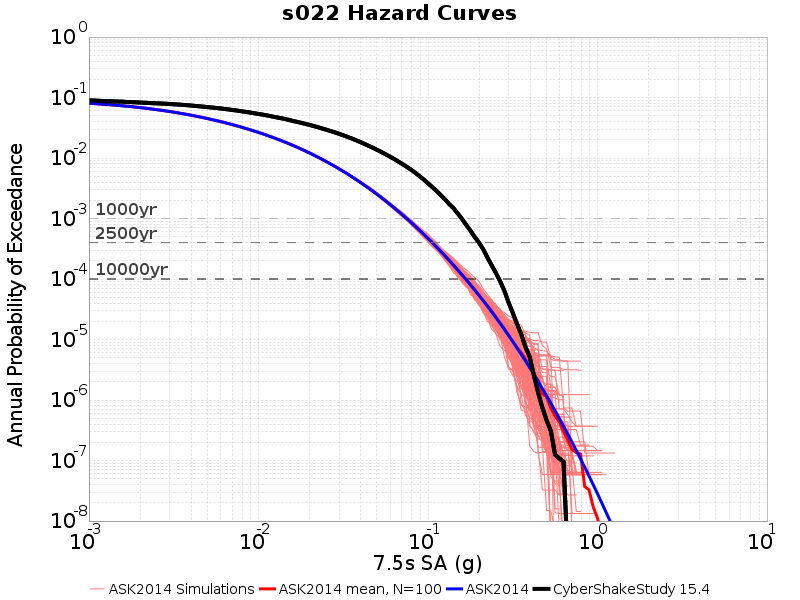 s022 Hazard Curves
10^0
10^-1
10^-2
10^-3
10^-4
10^-5
10^-6
10^-7
10^-8
Annual Probability of Exceedance
1000yr
2500yr
10000yr
10^-3
10^-2
10^-1
10^0
10^1
7.5s SA (g)
ASK2014 Simulations
ASK2014 mean, N=100
ASK2014
CyberShakeStudy 15.4